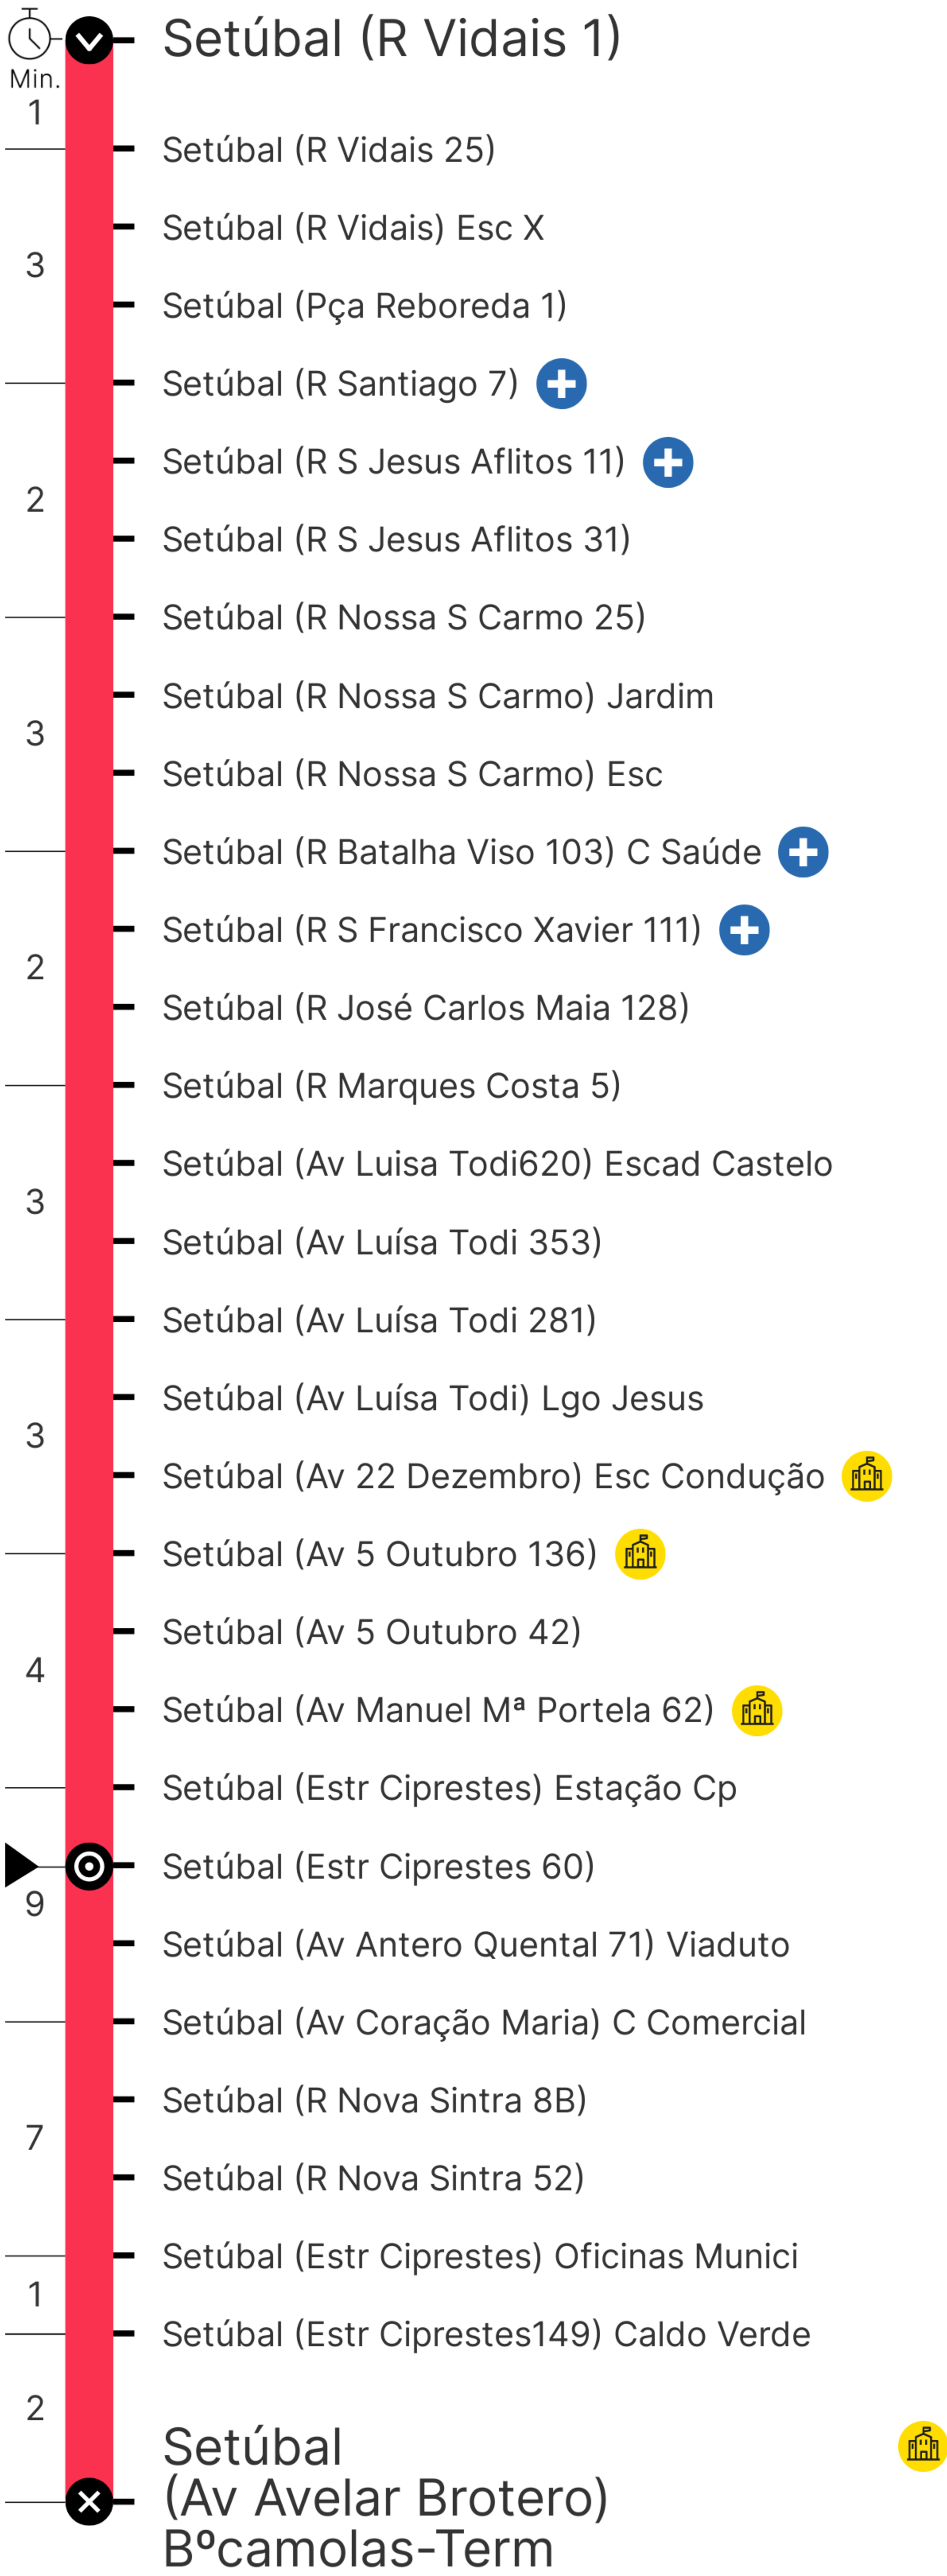 Setúbal (R Vidais 1)
Min.
1
Setúbal (R Vidais 25)
Setúbal (R Vidais) Esc X
3
Setúbal (Pça Reboreda 1)
Setúbal (R Santiago 7)
Setúbal (R S Jesus Aflitos 11)
2
Setúbal (R S Jesus Aflitos 31)
Setúbal (R Nossa S Carmo 25)
Setúbal (R Nossa S Carmo) Jardim
3
Setúbal (R Nossa S Carmo) Esc
Setúbal (R Batalha Viso 103) C Saúde
Setúbal (R S Francisco Xavier 111)
2
Setúbal (R José Carlos Maia 128)
Setúbal (R Marques Costa 5)
Setúbal (Av Luisa Todi620) Escad Castelo
3
Setúbal (Av Luísa Todi 353)
Setúbal (Av Luísa Todi 281)
Setúbal (Av Luísa Todi) Lgo Jesus
3
Setúbal (Av 22 Dezembro) Esc Condução
Setúbal (Av 5 Outubro 136)
Setúbal (Av 5 Outubro 42)
4
Setúbal (Av Manuel Mª Portela 62)
Setúbal (Estr Ciprestes) Estação Cp
Setúbal (Estr Ciprestes 60)
9
Setúbal (Av Antero Quental 71) Viaduto
Setúbal (Av Coração Maria) C Comercial
Setúbal (R Nova Sintra 8B)
7
Setúbal (R Nova Sintra 52)
Setúbal (Estr Ciprestes) Oficinas Munici
1
Setúbal (Estr Ciprestes149) Caldo Verde
2
Setúbal
(Av Avelar Brotero)
Bºcamolas-Term